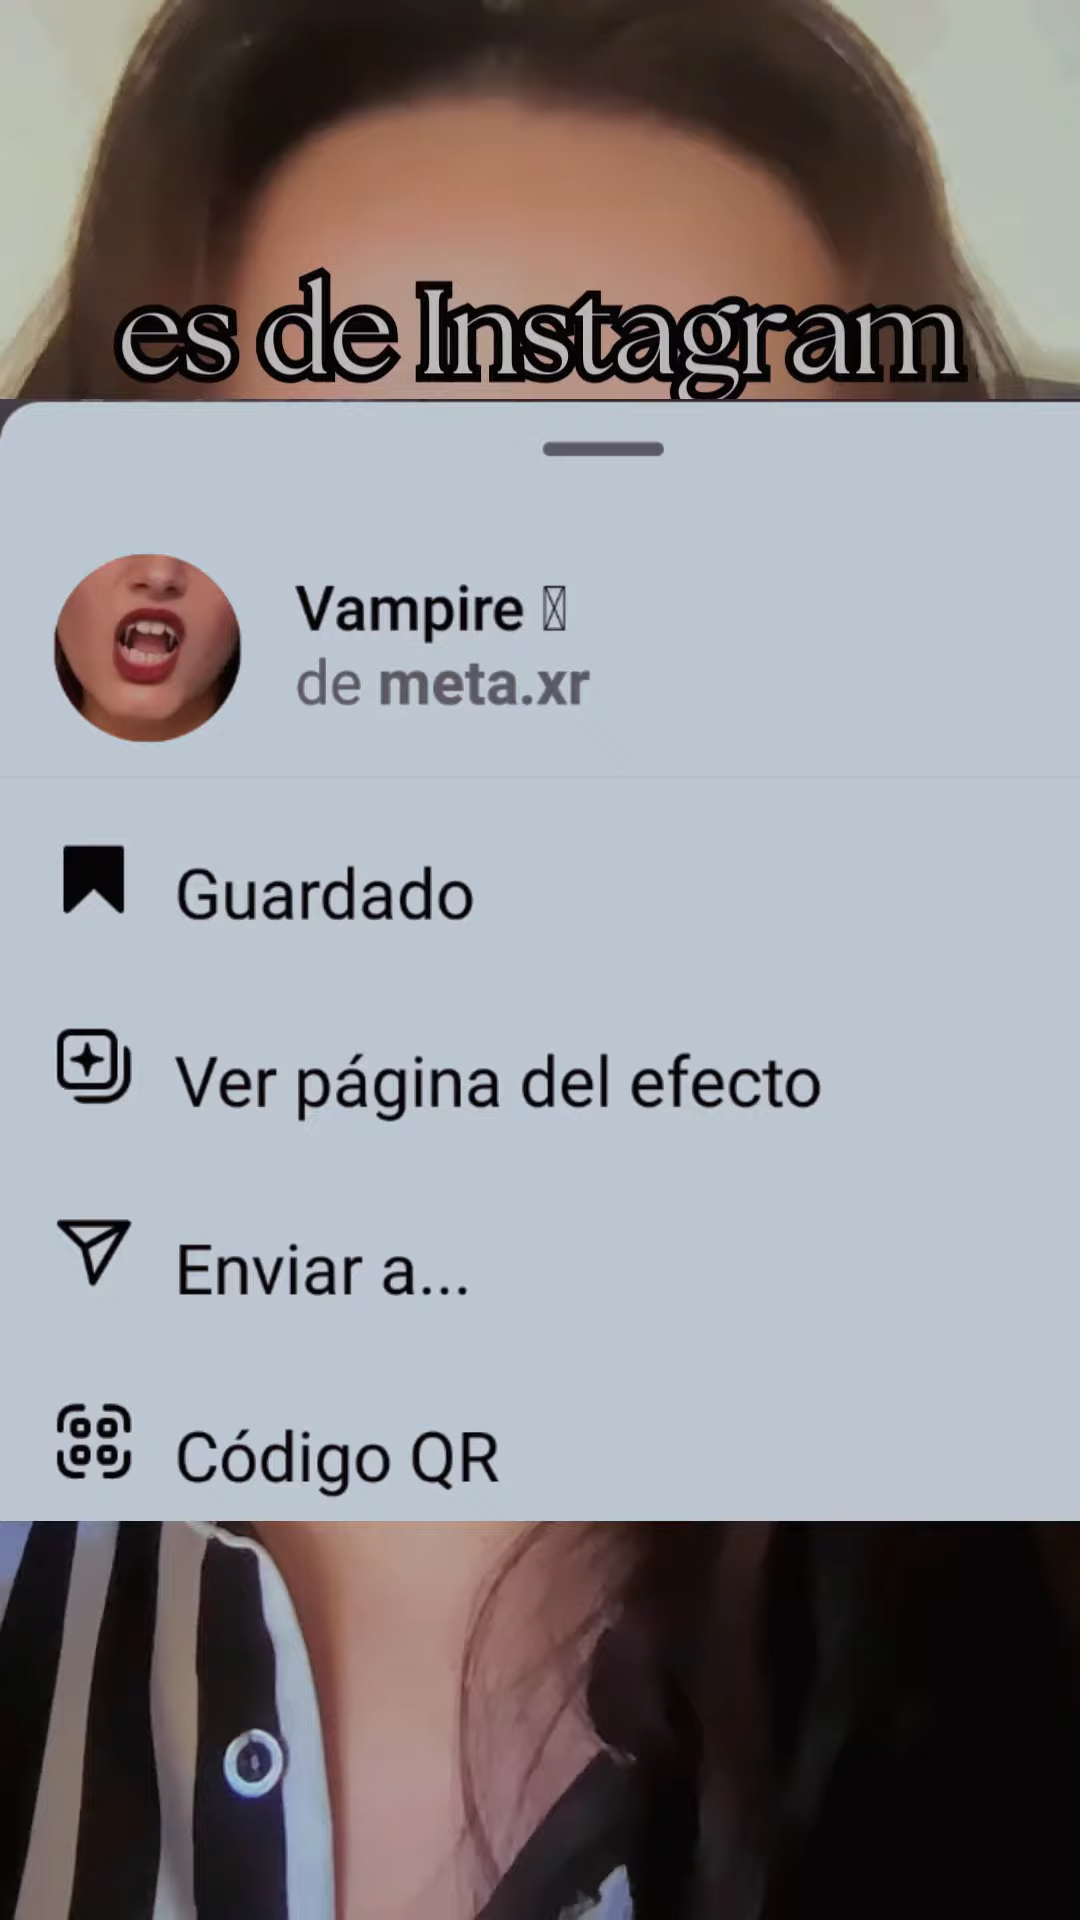 es de Instagram
Vampire
de meta.xr
Guardado
Ver página del efecto
Enviar a...
Código QR